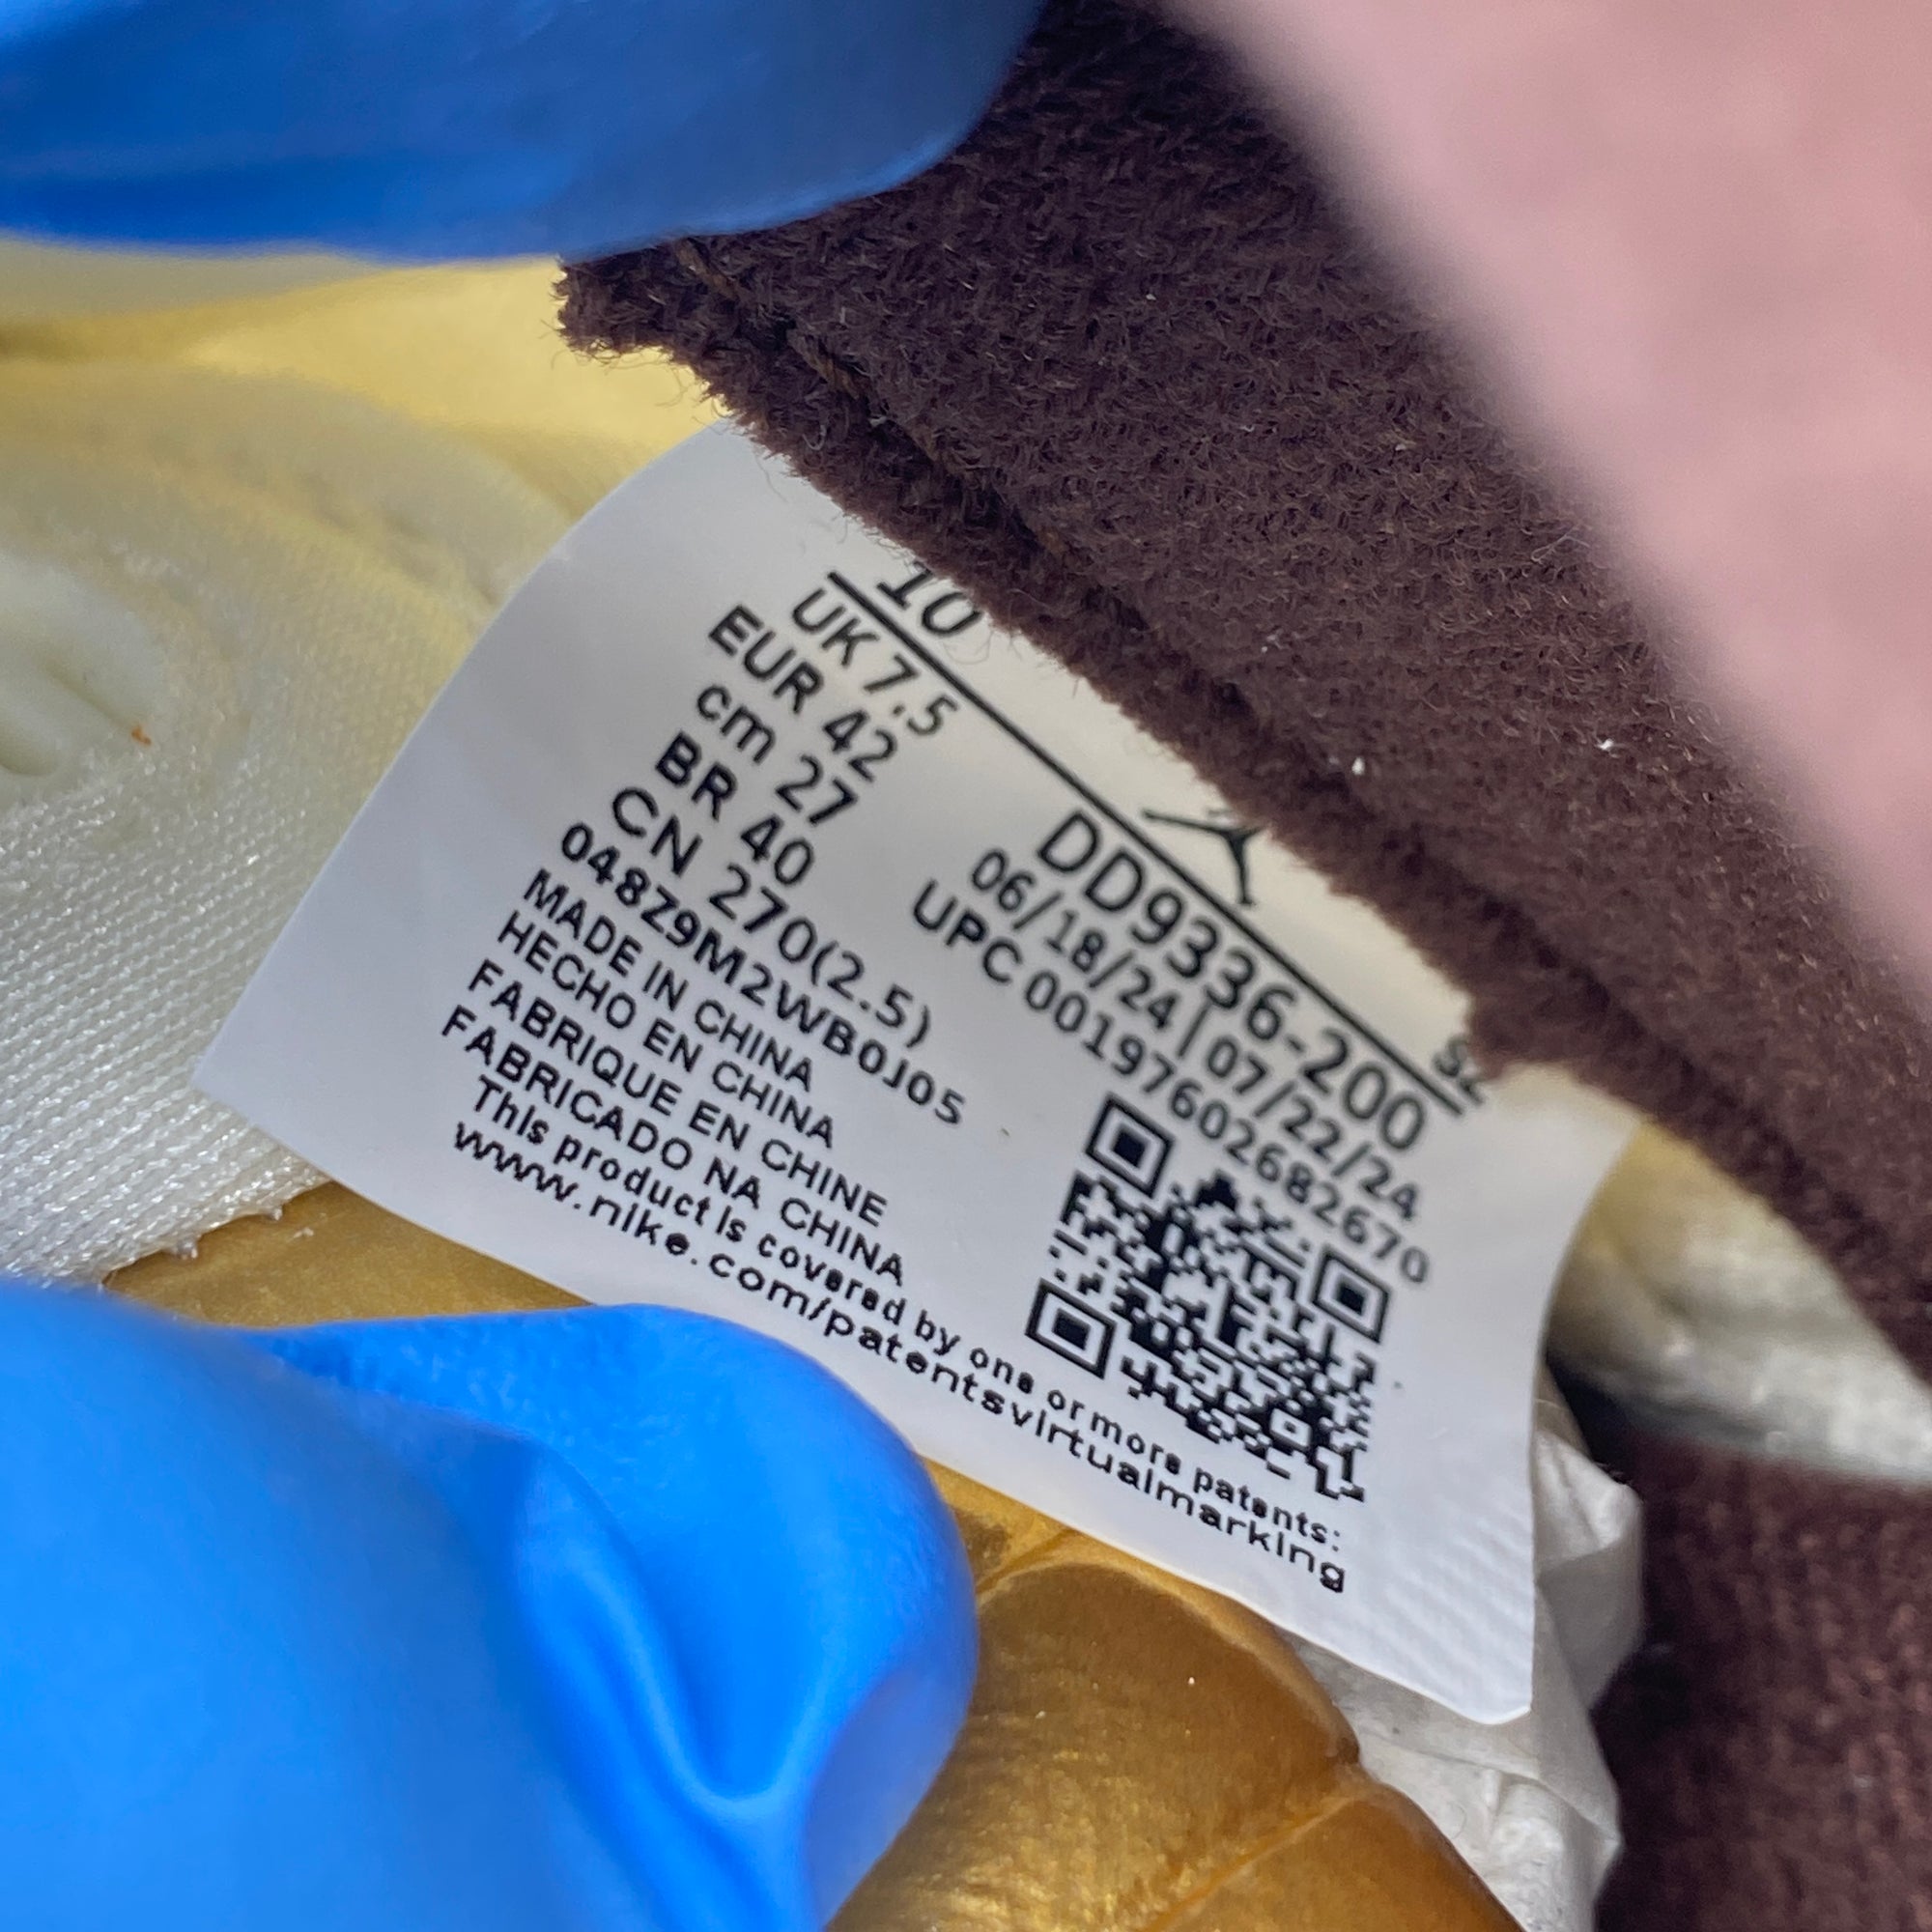 10
UK 7.5
EUR 42
cm 27
BR 40
CN 270(2.5)
048Z9M2WB0J05
MADE IN CHINA
HECHO EN CHINA
FABRIQUE EN CHINE
FABRICADO NA CHINA
This product is covered by one or more patents:
www.nike.com/patentsvirtualmarking
DD9336-200
06/18/24|07/22/24
UPC 00197602682670